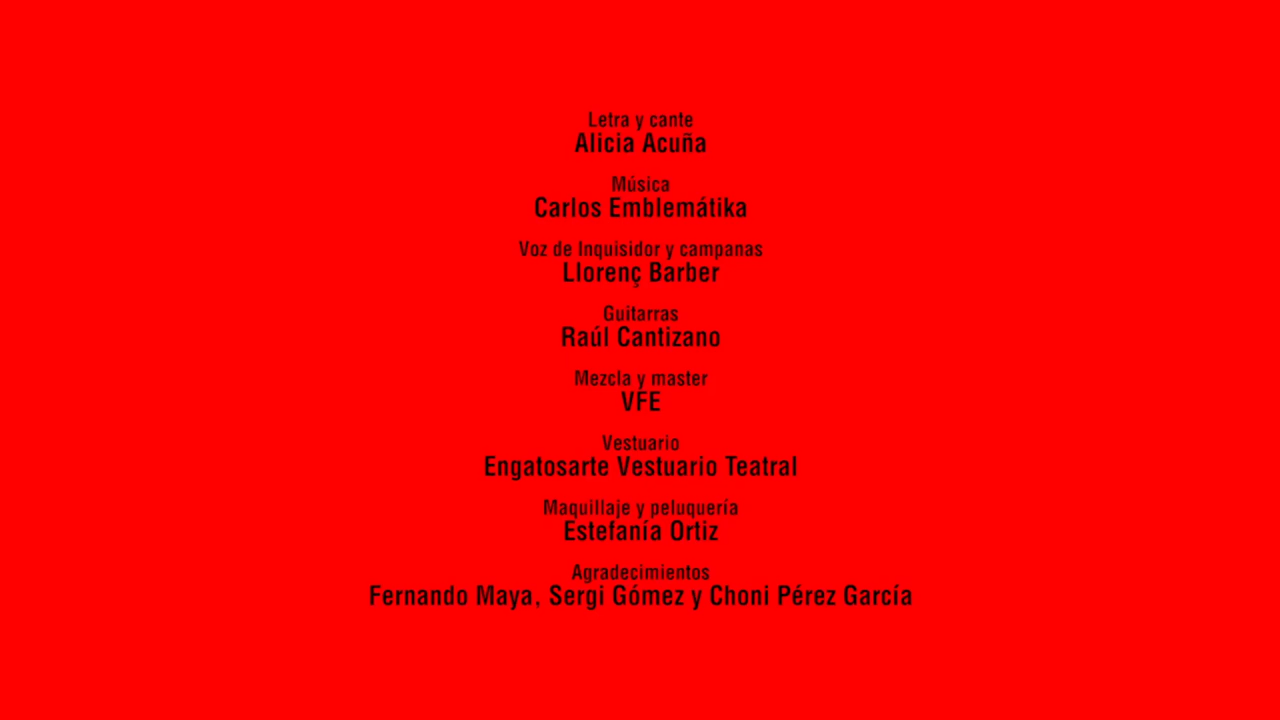 Letra y cante
Alicia Acuña
Música
Carlos Emblemátika
Voz de Inquisidor y campanas
Llorenç Barber
Guitarras
Raúl Cantizano
Mezcla y master
VFE
Vestuario
Engatosarte Vestuario Teatral
Maquillaje y peluquería
Estefanía Ortiz
Agradecimientos
Fernando Maya, Sergi Gómez y Choni Pérez García